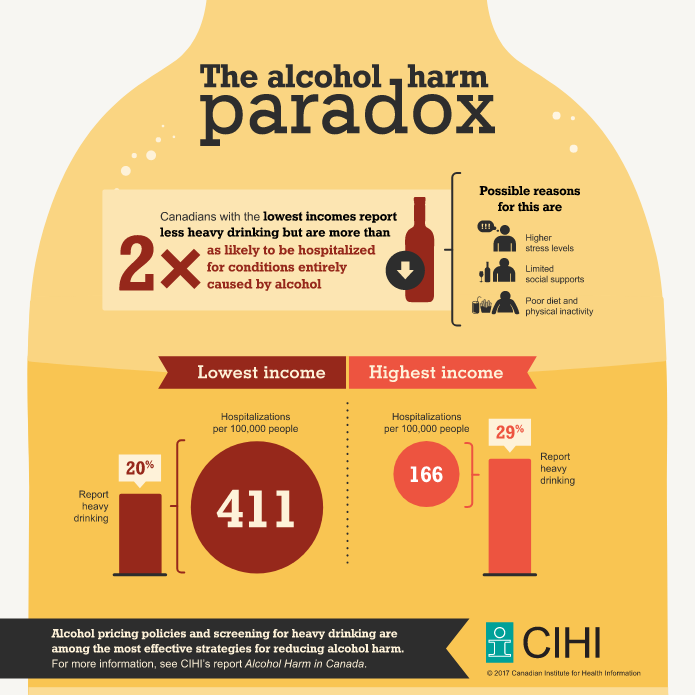 The alcohol harm
paradox
Canadians with the lowest incomes report
less heavy drinking but are more than
2×
as likely to be hospitalized
for conditions entirely
caused by alcohol
Possible reasons
for this are
!!!
Higher
stress levels
Limited
social supports
Poor diet and
physical inactivity
Lowest income
Highest income
Hospitalizations
per 100,000 people
20%
Report
heavy
drinking
411
Hospitalizations
per 100,000 people
166
29%
Report
heavy
drinking
Alcohol pricing policies and screening for heavy drinking are
among the most effective strategies for reducing alcohol harm.
For more information, see CIHI's report Alcohol Harm in Canada.
i CIHI
© 2017 Canadian Institute for Health Information